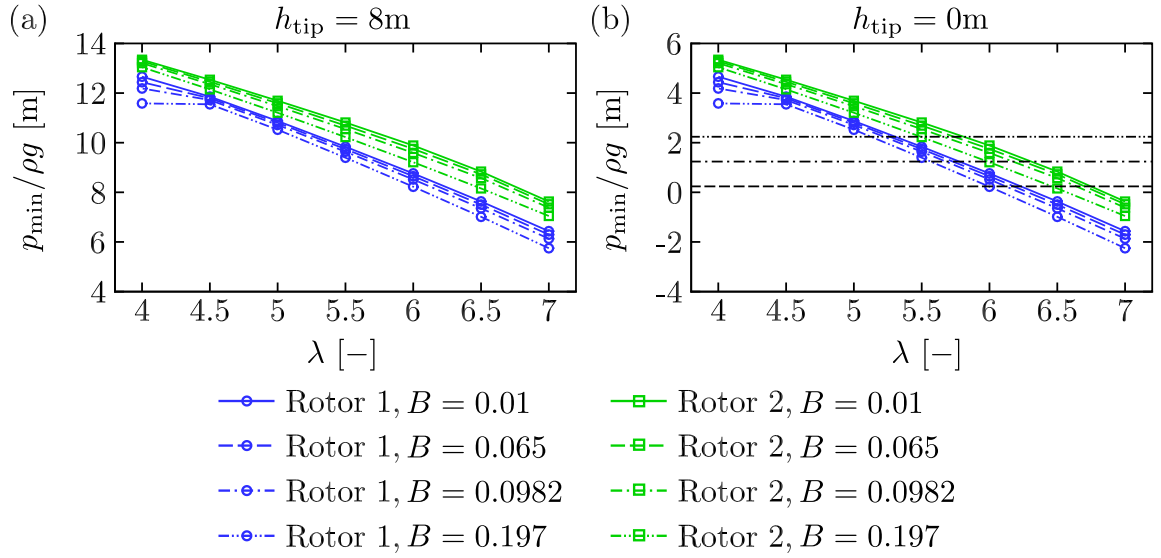 (a)
h_tip = 8m
14
12
10
8
6
4
p_min/ρg [m]
4 4.5 5 5.5 6 6.5 7
λ [−]
(b)
h_tip = 0m
6
4
2
0
-2
-4
p_min/ρg [m]
4 4.5 5 5.5 6 6.5 7
λ [−]
Rotor 1, B = 0.01
Rotor 1, B = 0.065
Rotor 1, B = 0.0982
Rotor 1, B = 0.197
Rotor 2, B = 0.01
Rotor 2, B = 0.065
Rotor 2, B = 0.0982
Rotor 2, B = 0.197